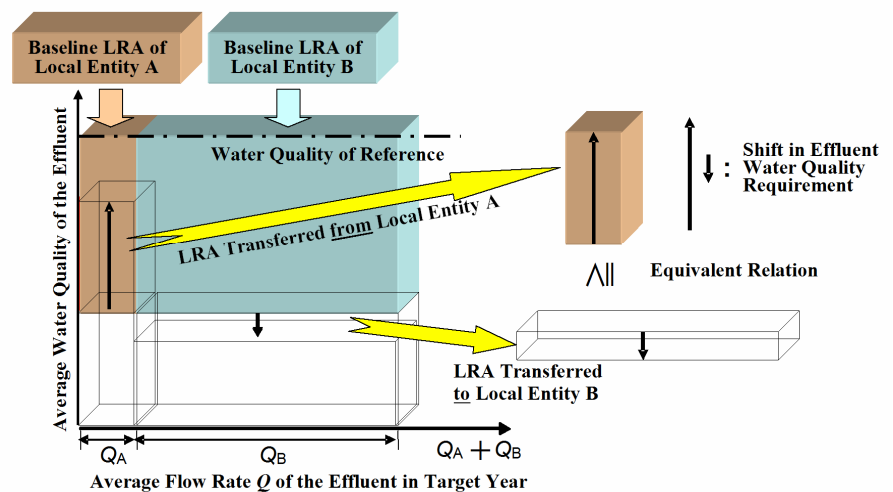 Baseline LRA of
Local Entity A
Baseline LRA of
Local Entity B
Average Water Quality of the Effluent
Water Quality of Reference
LRA Transferred from Local Entity A
Shift in Effluent
: Water Quality
Requirement
⋀||
Equivalent Relation
LRA Transferred
to Local Entity B
QA
QB
QA + QB
Average Flow Rate Q of the Effluent in Target Year